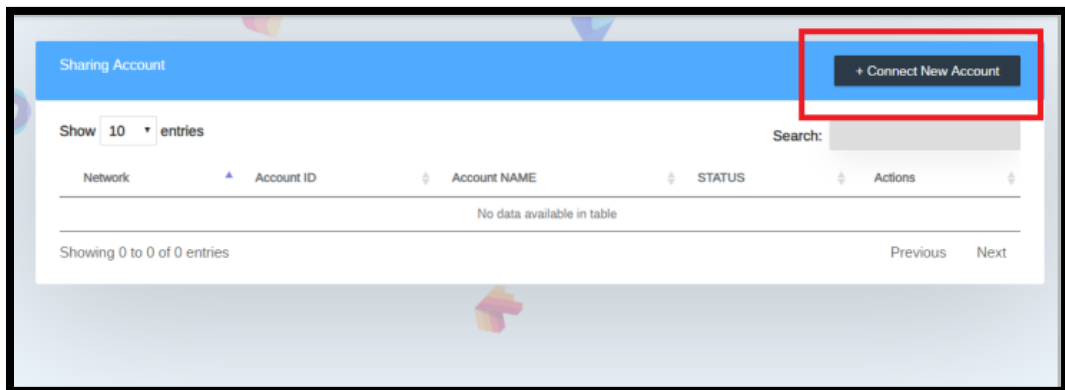 Sharing Account
+ Connect New Account
Show 10 entries
Search:
Network Account ID Account NAME STATUS Actions
No data available in table
Showing 0 to 0 of 0 entries
Previous Next